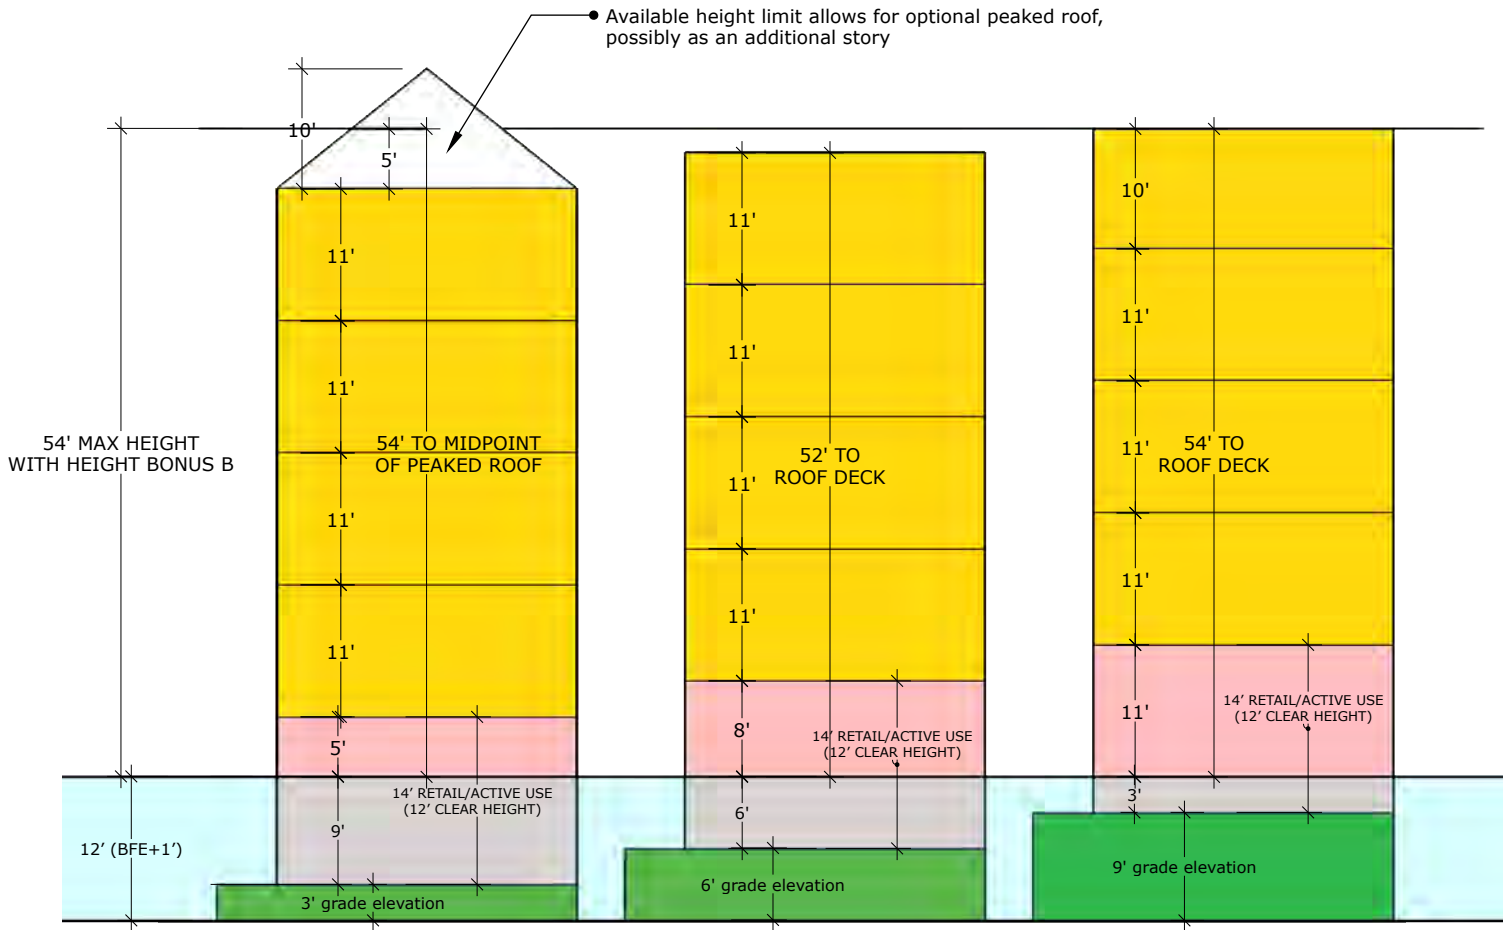 Available height limit allows for optional peaked roof,
possibly as an additional story
10'
5'
11'
11'
11'
11'
5'
9'
54' MAX HEIGHT
WITH HEIGHT BONUS B
54' TO MIDPOINT
OF PEAKED ROOF
14' RETAIL/ACTIVE USE
(12' CLEAR HEIGHT)
12' (BFE+1')
3' grade elevation
11'
11'
11'
11'
8'
6'
52' TO
ROOF DECK
14' RETAIL/ACTIVE USE
(12' CLEAR HEIGHT)
6' grade elevation
10'
11'
11'
11'
11'
3'
54' TO
ROOF DECK
14' RETAIL/ACTIVE USE
(12' CLEAR HEIGHT)
9' grade elevation